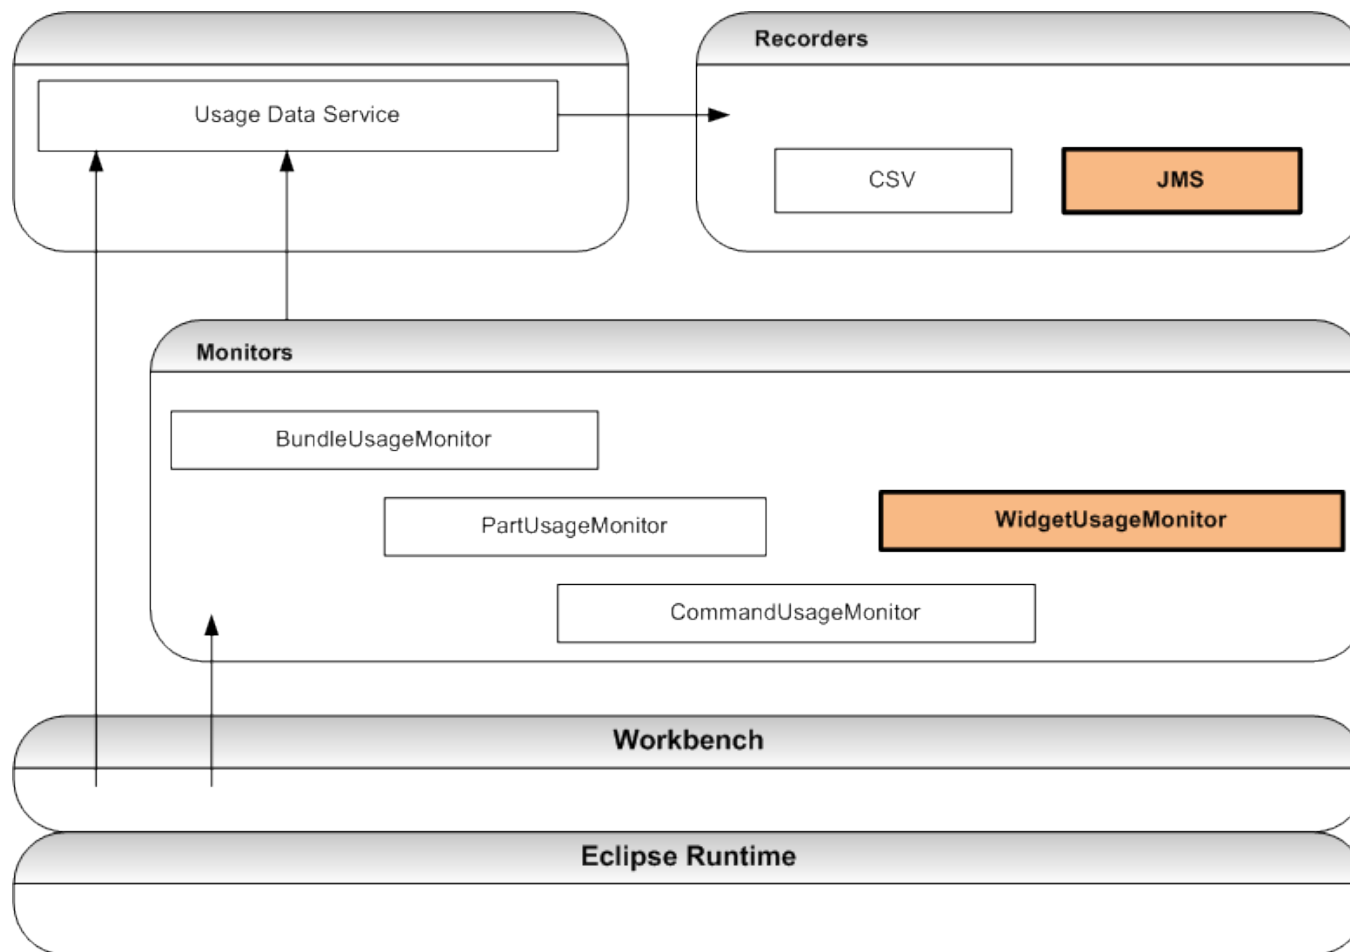 Recorders
Usage Data Service
CSV
JMS
Monitors
BundleUsageMonitor
PartUsageMonitor
WidgetUsageMonitor
CommandUsageMonitor
Workbench
Eclipse Runtime